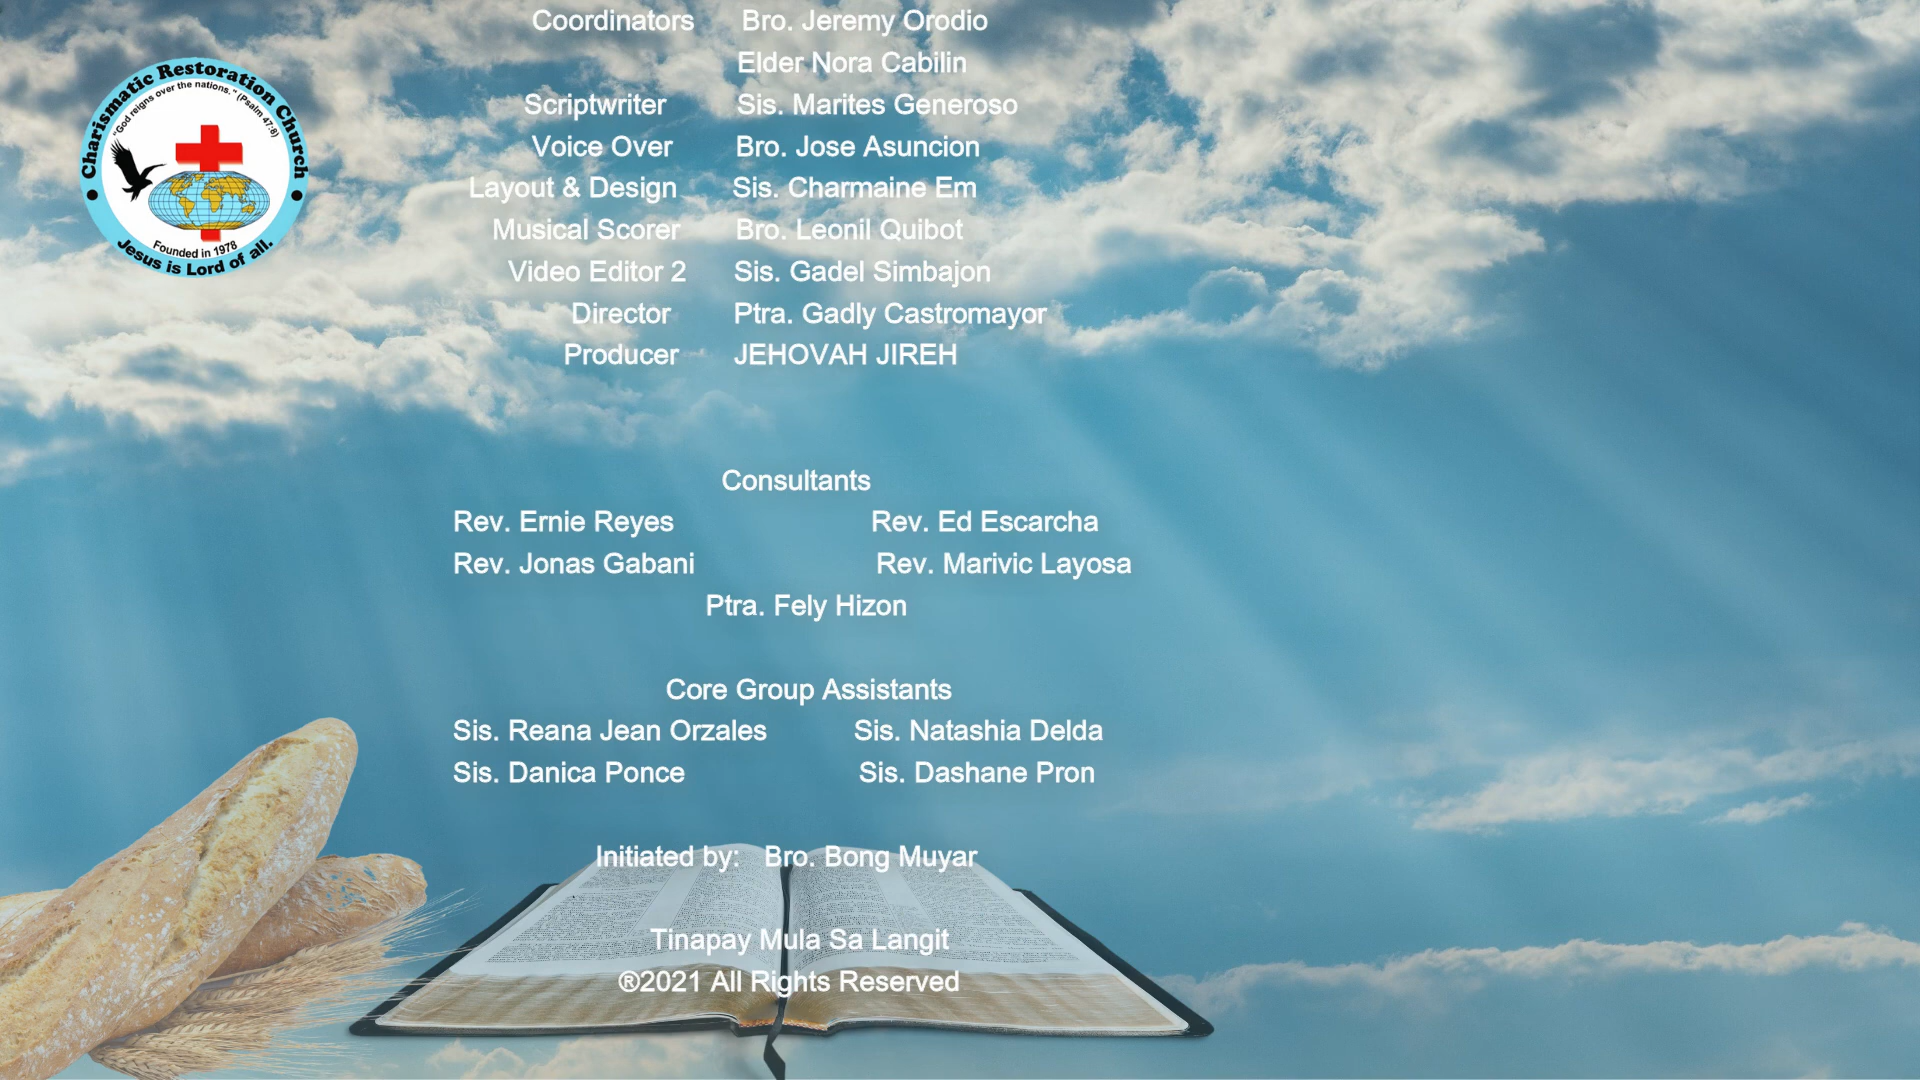 Charismatic Restoration Church
"God reigns over the nations." (Psalm 47:8)
Founded in 1978
Jesus is Lord of all.
Coordinators Bro. Jeremy Orodio
Elder Nora Cabilin
Scriptwriter Sis. Marites Generoso
Voice Over Bro. Jose Asuncion
Layout & Design Sis. Charmaine Em
Musical Scorer Bro. Leonil Quibot
Video Editor 2 Sis. Gadel Simbajon
Director Ptra. Gadly Castromayor
Producer JEHOVAH JIREH
Consultants
Rev. Ernie Reyes Rev. Ed Escarcha
Rev. Jonas Gabani Rev. Marivic Layosa
Ptra. Fely Hizon
Core Group Assistants
Sis. Reana Jean Orzales Sis. Natashia Delda
Sis. Danica Ponce Sis. Dashane Pron
Initiated by: Bro. Bong Muyar
Tinapay Mula Sa Langit
®2021 All Rights Reserved